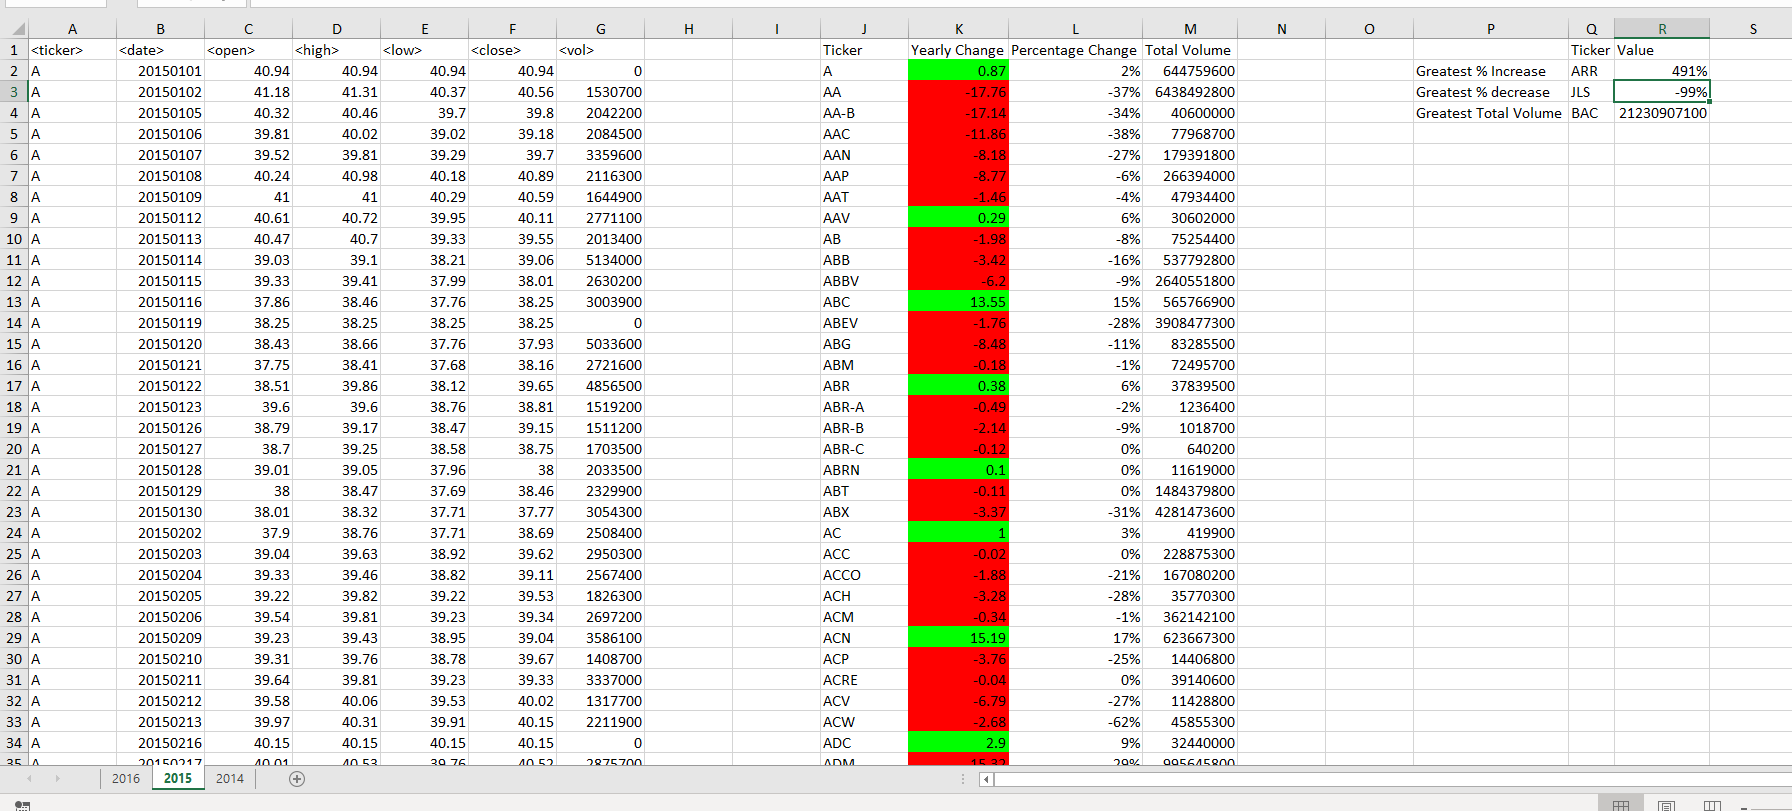 A B C D E F G H I J K L M N O P Q R S
1 <ticker> <date> <open> <high> <low> <close> <vol> Ticker Yearly Change Percentage Change Total Volume Ticker Value
2 A 20150101 40.94 40.94 40.94 40.94 0 A 0.87 2% 644759600 Greatest % Increase ARR 491%
3 A 20150102 41.18 41.31 40.37 40.56 1530700 AA -17.76 -37% 6438492800 Greatest % decrease JLS -99%
4 A 20150105 40.32 40.46 39.7 39.8 2042200 AA-B -17.14 -34% 40600000 Greatest Total Volume BAC 21230907100
5 A 20150106 39.81 40.02 39.02 39.18 2084500 AAC -11.86 -38% 77968700
6 A 20150107 39.52 39.81 39.29 39.7 3359600 AAN -8.18 -27% 179391800
7 A 20150108 40.24 40.98 40.18 40.89 2116300 AAP -8.77 -6% 266394000
8 A 20150109 41 41 40.29 40.59 1644900 AAT -1.46 -4% 47934400
9 A 20150112 40.61 40.72 39.95 40.11 2771100 AAV 0.29 6% 30602000
10 A 20150113 40.47 40.7 39.33 39.55 2013400 AB -1.98 -8% 75254400
11 A 20150114 39.03 39.1 38.21 39.06 5134000 ABB -3.42 -16% 537792800
12 A 20150115 39.33 39.41 37.99 38.01 2630200 ABBV -6.2 -9% 2640551800
13 A 20150116 37.86 38.46 37.76 38.25 3003900 ABC 13.55 15% 565766900
14 A 20150119 38.25 38.25 38.25 38.25 0 ABEV -1.76 -28% 3908477300
15 A 20150120 38.43 38.66 37.76 37.93 5033600 ABG -8.48 -11% 83285500
16 A 20150121 37.75 38.41 37.68 38.16 2721600 ABM -0.18 -1% 72495700
17 A 20150122 38.51 39.86 38.12 39.65 4856500 ABR 0.38 6% 37839500
18 A 20150123 39.6 39.6 38.76 38.81 1519200 ABR-A -0.49 -2% 1236400
19 A 20150126 38.79 39.17 38.47 39.15 1511200 ABR-B -2.14 -9% 1018700
20 A 20150127 38.7 39.25 38.58 38.75 1703500 ABR-C -0.12 0% 640200
21 A 20150128 39.01 39.05 37.96 38 2033500 ABRN 0.1 0% 11619000
22 A 20150129 38 38.47 37.69 38.46 2329900 ABT -0.11 0% 1484379800
23 A 20150130 38.01 38.32 37.71 37.77 3054300 ABX -3.37 -31% 4281473600
24 A 20150202 37.9 38.76 37.71 38.69 2508400 AC 1 3% 419900
25 A 20150203 39.04 39.63 38.92 39.62 2950300 ACC -0.02 0% 228875300
26 A 20150204 39.33 39.46 38.82 39.11 2567400 ACCO -1.88 -21% 167080200
27 A 20150205 39.22 39.82 39.22 39.53 1826300 ACH -3.28 -28% 35770300
28 A 20150206 39.54 39.81 39.23 39.34 2697200 ACM -0.34 -1% 362142100
29 A 20150209 39.23 39.43 38.95 39.04 3586100 ACN 15.19 17% 623667300
30 A 20150210 39.31 39.76 38.78 39.67 1408700 ACP -3.76 -25% 14406800
31 A 20150211 39.64 39.81 39.23 39.33 3337000 ACRE -0.04 0% 39140600
32 A 20150212 39.58 40.06 39.53 40.02 1317700 ACV -6.79 -27% 11428800
33 A 20150213 39.97 40.31 39.91 40.15 2211900 ACW -2.68 -62% 45855300
34 A 20150216 40.15 40.15 40.15 40.15 0 ADC 2.9 9% 32440000
35 A 20150217 40.01 40.53 39.76 40.52 2875700 ADM 995645800
2016 2015 2014